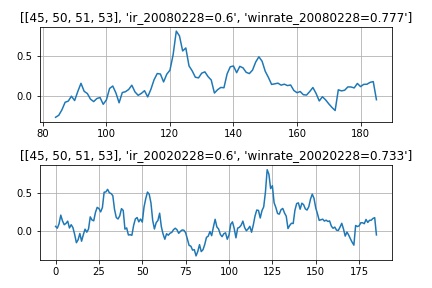 [[45, 50, 51, 53], 'ir_20080228=0.6', 'winrate_20080228=0.777']
0.5
0.0
80 100 120 140 160 180
[[45, 50, 51, 53], 'ir_20020228=0.6', 'winrate_20020228=0.733']
0.5
0.0
0 25 50 75 100 125 150 175